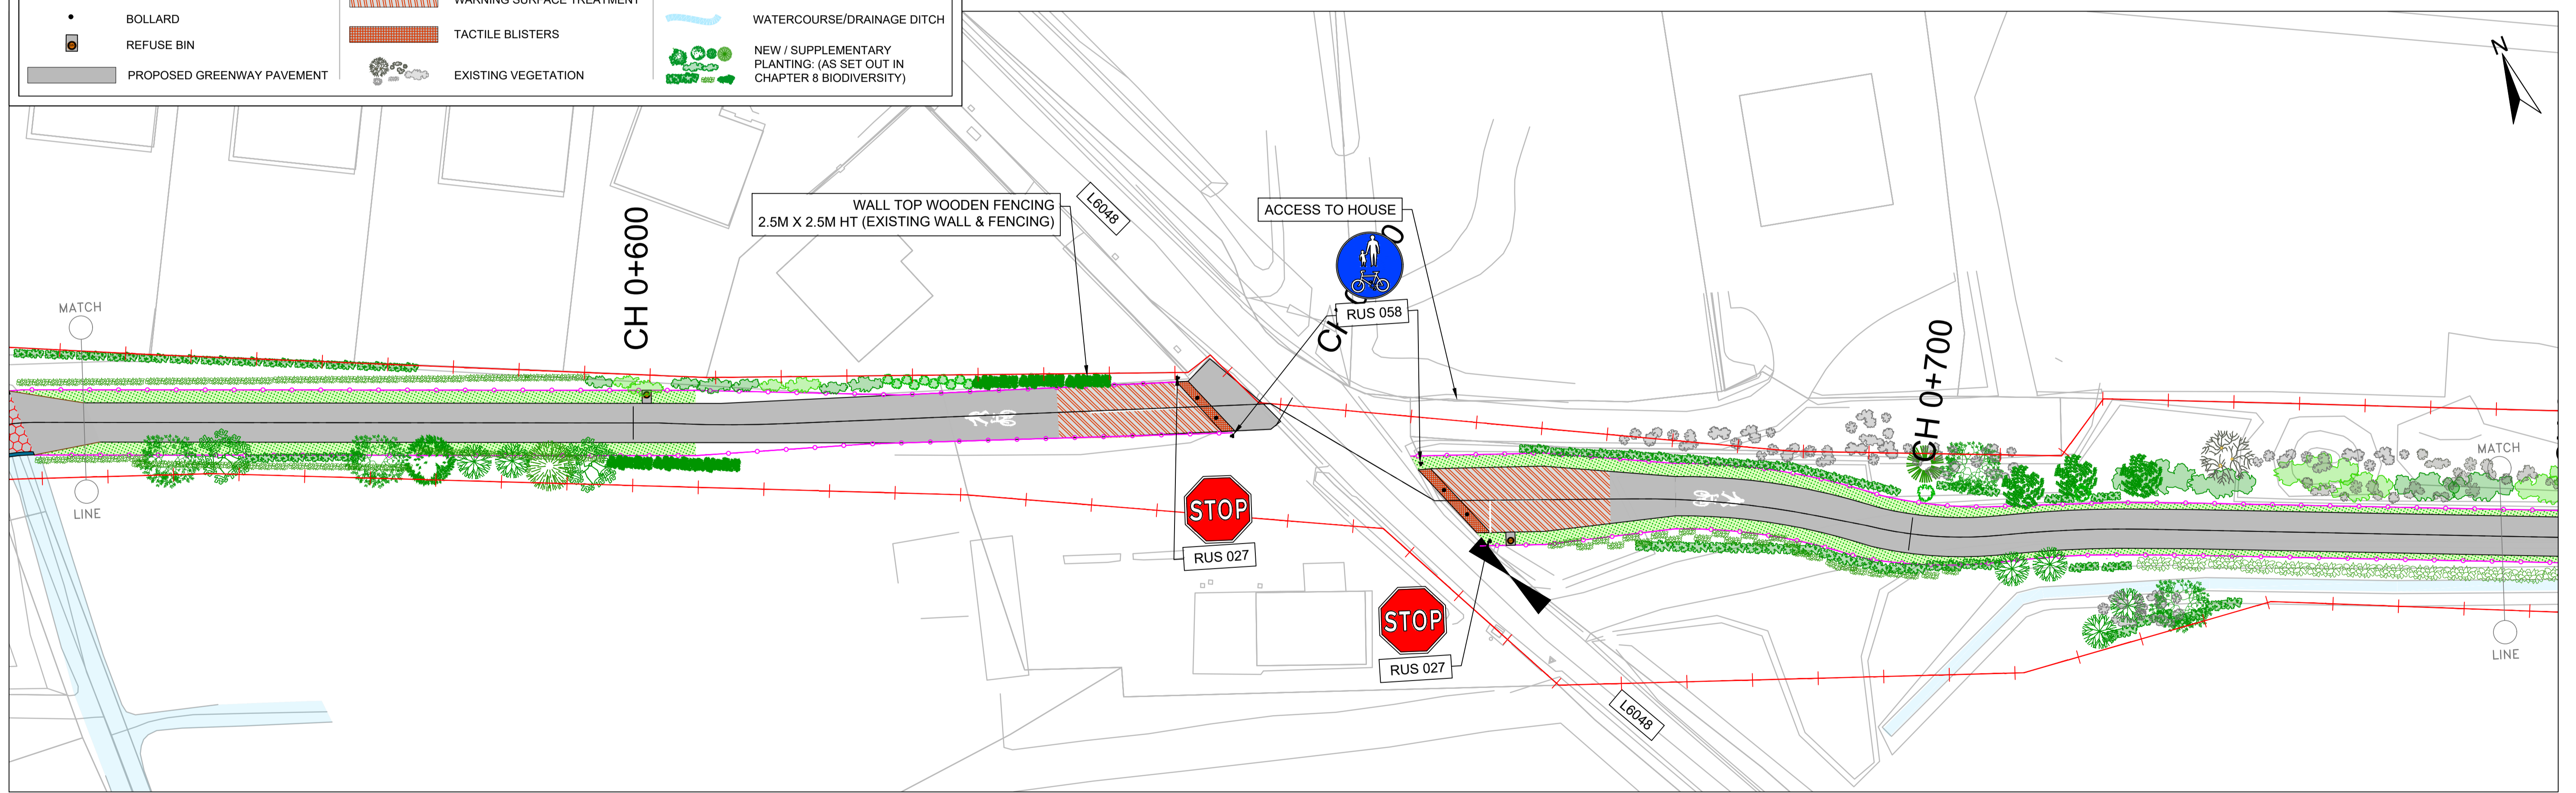 BOLLARD
REFUSE BIN
PROPOSED GREENWAY PAVEMENT
WARNING SURFACE TREATMENT
TACTILE BLISTERS
EXISTING VEGETATION
WATERCOURSE/DRAINAGE DITCH
NEW / SUPPLEMENTARY
PLANTING: (AS SET OUT IN
CHAPTER 8 BIODIVERSITY)
N
WALL TOP WOODEN FENCING
2.5M X 2.5M HT (EXISTING WALL & FENCING)
L6048
ACCESS TO HOUSE
CH 0+600
RUS 058
CH 0+700
MATCH
LINE
STOP
RUS 027
STOP
RUS 027
L6048
MATCH
LINE